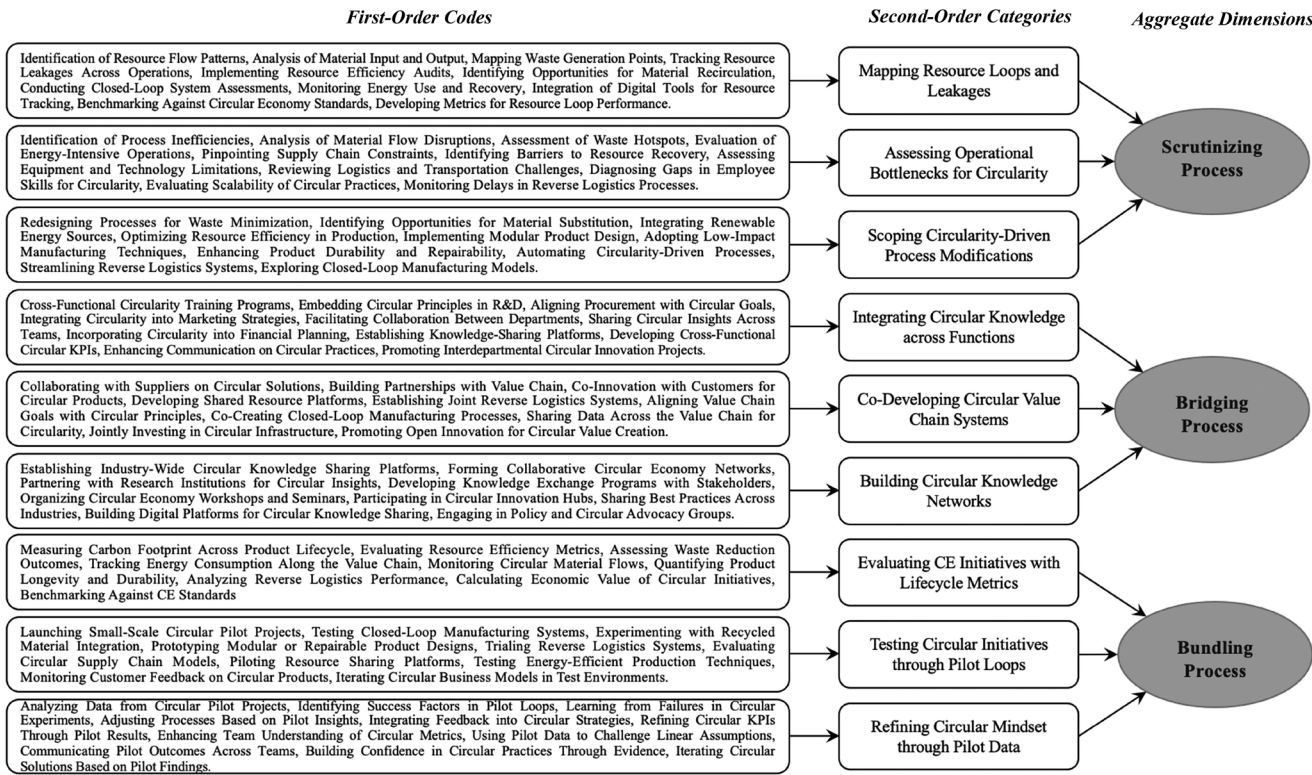 First-Order Codes
Second-Order Categories
Aggregate Dimensions
Identification of Resource Flow Patterns, Analysis of Material Input and Output, Mapping Waste Generation Points, Tracking Resource
Leakages Across Operations, Implementing Resource Efficiency Audits, Identifying Opportunities for Material Recirculation,
Conducting Closed-Loop System Assessments, Monitoring Energy Use and Recovery, Integration of Digital Tools for Resource
Tracking, Benchmarking Against Circular Economy Standards, Developing Metrics for Resource Loop Performance.
Mapping Resource Loops and
Leakages
Identification of Process Inefficiencies, Analysis of Material Flow Disruptions, Assessment of Waste Hotspots, Evaluation of
Energy-Intensive Operations, Pinpointing Supply Chain Constraints, Identifying Barriers to Resource Recovery, Assessing
Equipment and Technology Limitations, Reviewing Logistics and Transportation Challenges, Diagnosing Gaps in Employee
Skills for Circularity, Evaluating Scalability of Circular Practices, Monitoring Delays in Reverse Logistics Processes.
Assessing Operational
Bottlenecks for Circularity
Scrutinizing
Process
Redesigning Processes for Waste Minimization, Identifying Opportunities for Material Substitution, Integrating Renewable
Energy Sources, Optimizing Resource Efficiency in Production, Implementing Modular Product Design, Adopting Low-Impact
Manufacturing Techniques, Enhancing Product Durability and Repairability, Automating Circularity-Driven Processes,
Streamlining Reverse Logistics Systems, Exploring Closed-Loop Manufacturing Models.
Scoping Circularity-Driven
Process Modifications
Cross-Functional Circularity Training Programs, Embedding Circular Principles in R&D, Aligning Procurement with Circular Goals,
Integrating Circularity into Marketing Strategies, Facilitating Collaboration Between Departments, Sharing Circular Insights Across
Teams, Incorporating Circularity into Financial Planning, Establishing Knowledge-Sharing Platforms, Developing Cross-Functional
Circular KPIs, Enhancing Communication on Circular Practices, Promoting Interdepartmental Circular Innovation Projects.
Integrating Circular Knowledge
across Functions
Collaborating with Suppliers on Circular Solutions, Building Partnerships with Value Chain, Co-Innovation with Customers for
Circular Products, Developing Shared Resource Platforms, Establishing Joint Reverse Logistics Systems, Aligning Value Chain
Goals with Circular Principles, Co-Creating Closed-Loop Manufacturing Processes, Sharing Data Across the Value Chain for
Circularity, Jointly Investing in Circular Infrastructure, Promoting Open Innovation for Circular Value Creation.
Co-Developing Circular Value
Chain Systems
Bridging
Process
Establishing Industry-Wide Circular Knowledge Sharing Platforms, Forming Collaborative Circular Economy Networks,
Partnering with Research Institutions for Circular Insights, Developing Knowledge Exchange Programs with Stakeholders,
Organizing Circular Economy Workshops and Seminars, Participating in Circular Innovation Hubs, Sharing Best Practices Across
Industries, Building Digital Platforms for Circular Knowledge Sharing, Engaging in Policy and Circular Advocacy Groups.
Building Circular Knowledge
Networks
Measuring Carbon Footprint Across Product Lifecycle, Evaluating Resource Efficiency Metrics, Assessing Waste Reduction
Outcomes, Tracking Energy Consumption Along the Value Chain, Monitoring Circular Material Flows, Quantifying Product
Longevity and Durability, Analyzing Reverse Logistics Performance, Calculating Economic Value of Circular Initiatives,
Benchmarking Against CE Standards
Evaluating CE Initiatives with
Lifecycle Metrics
Launching Small-Scale Circular Pilot Projects, Testing Closed-Loop Manufacturing Systems, Experimenting with Recycled
Material Integration, Prototyping Modular or Repairable Product Designs, Trialing Reverse Logistics Systems, Evaluating
Circular Supply Chain Models, Piloting Resource Sharing Platforms, Testing Energy-Efficient Production Techniques,
Monitoring Customer Feedback on Circular Products, Iterating Circular Business Models in Test Environments.
Testing Circular Initiatives
through Pilot Loops
Bundling
Process
Analyzing Data from Circular Pilot Projects, Identifying Success Factors in Pilot Loops, Learning from Failures in Circular
Experiments, Adjusting Processes Based on Pilot Insights, Integrating Feedback into Circular Strategies, Refining Circular KPIs
Through Pilot Results, Enhancing Team Understanding of Circular Metrics, Using Pilot Data to Challenge Linear Assumptions,
Communicating Pilot Outcomes Across Teams, Building Confidence in Circular Practices Through Evidence, Iterating Circular
Solutions Based on Pilot Findings.
Refining Circular Mindset
through Pilot Data